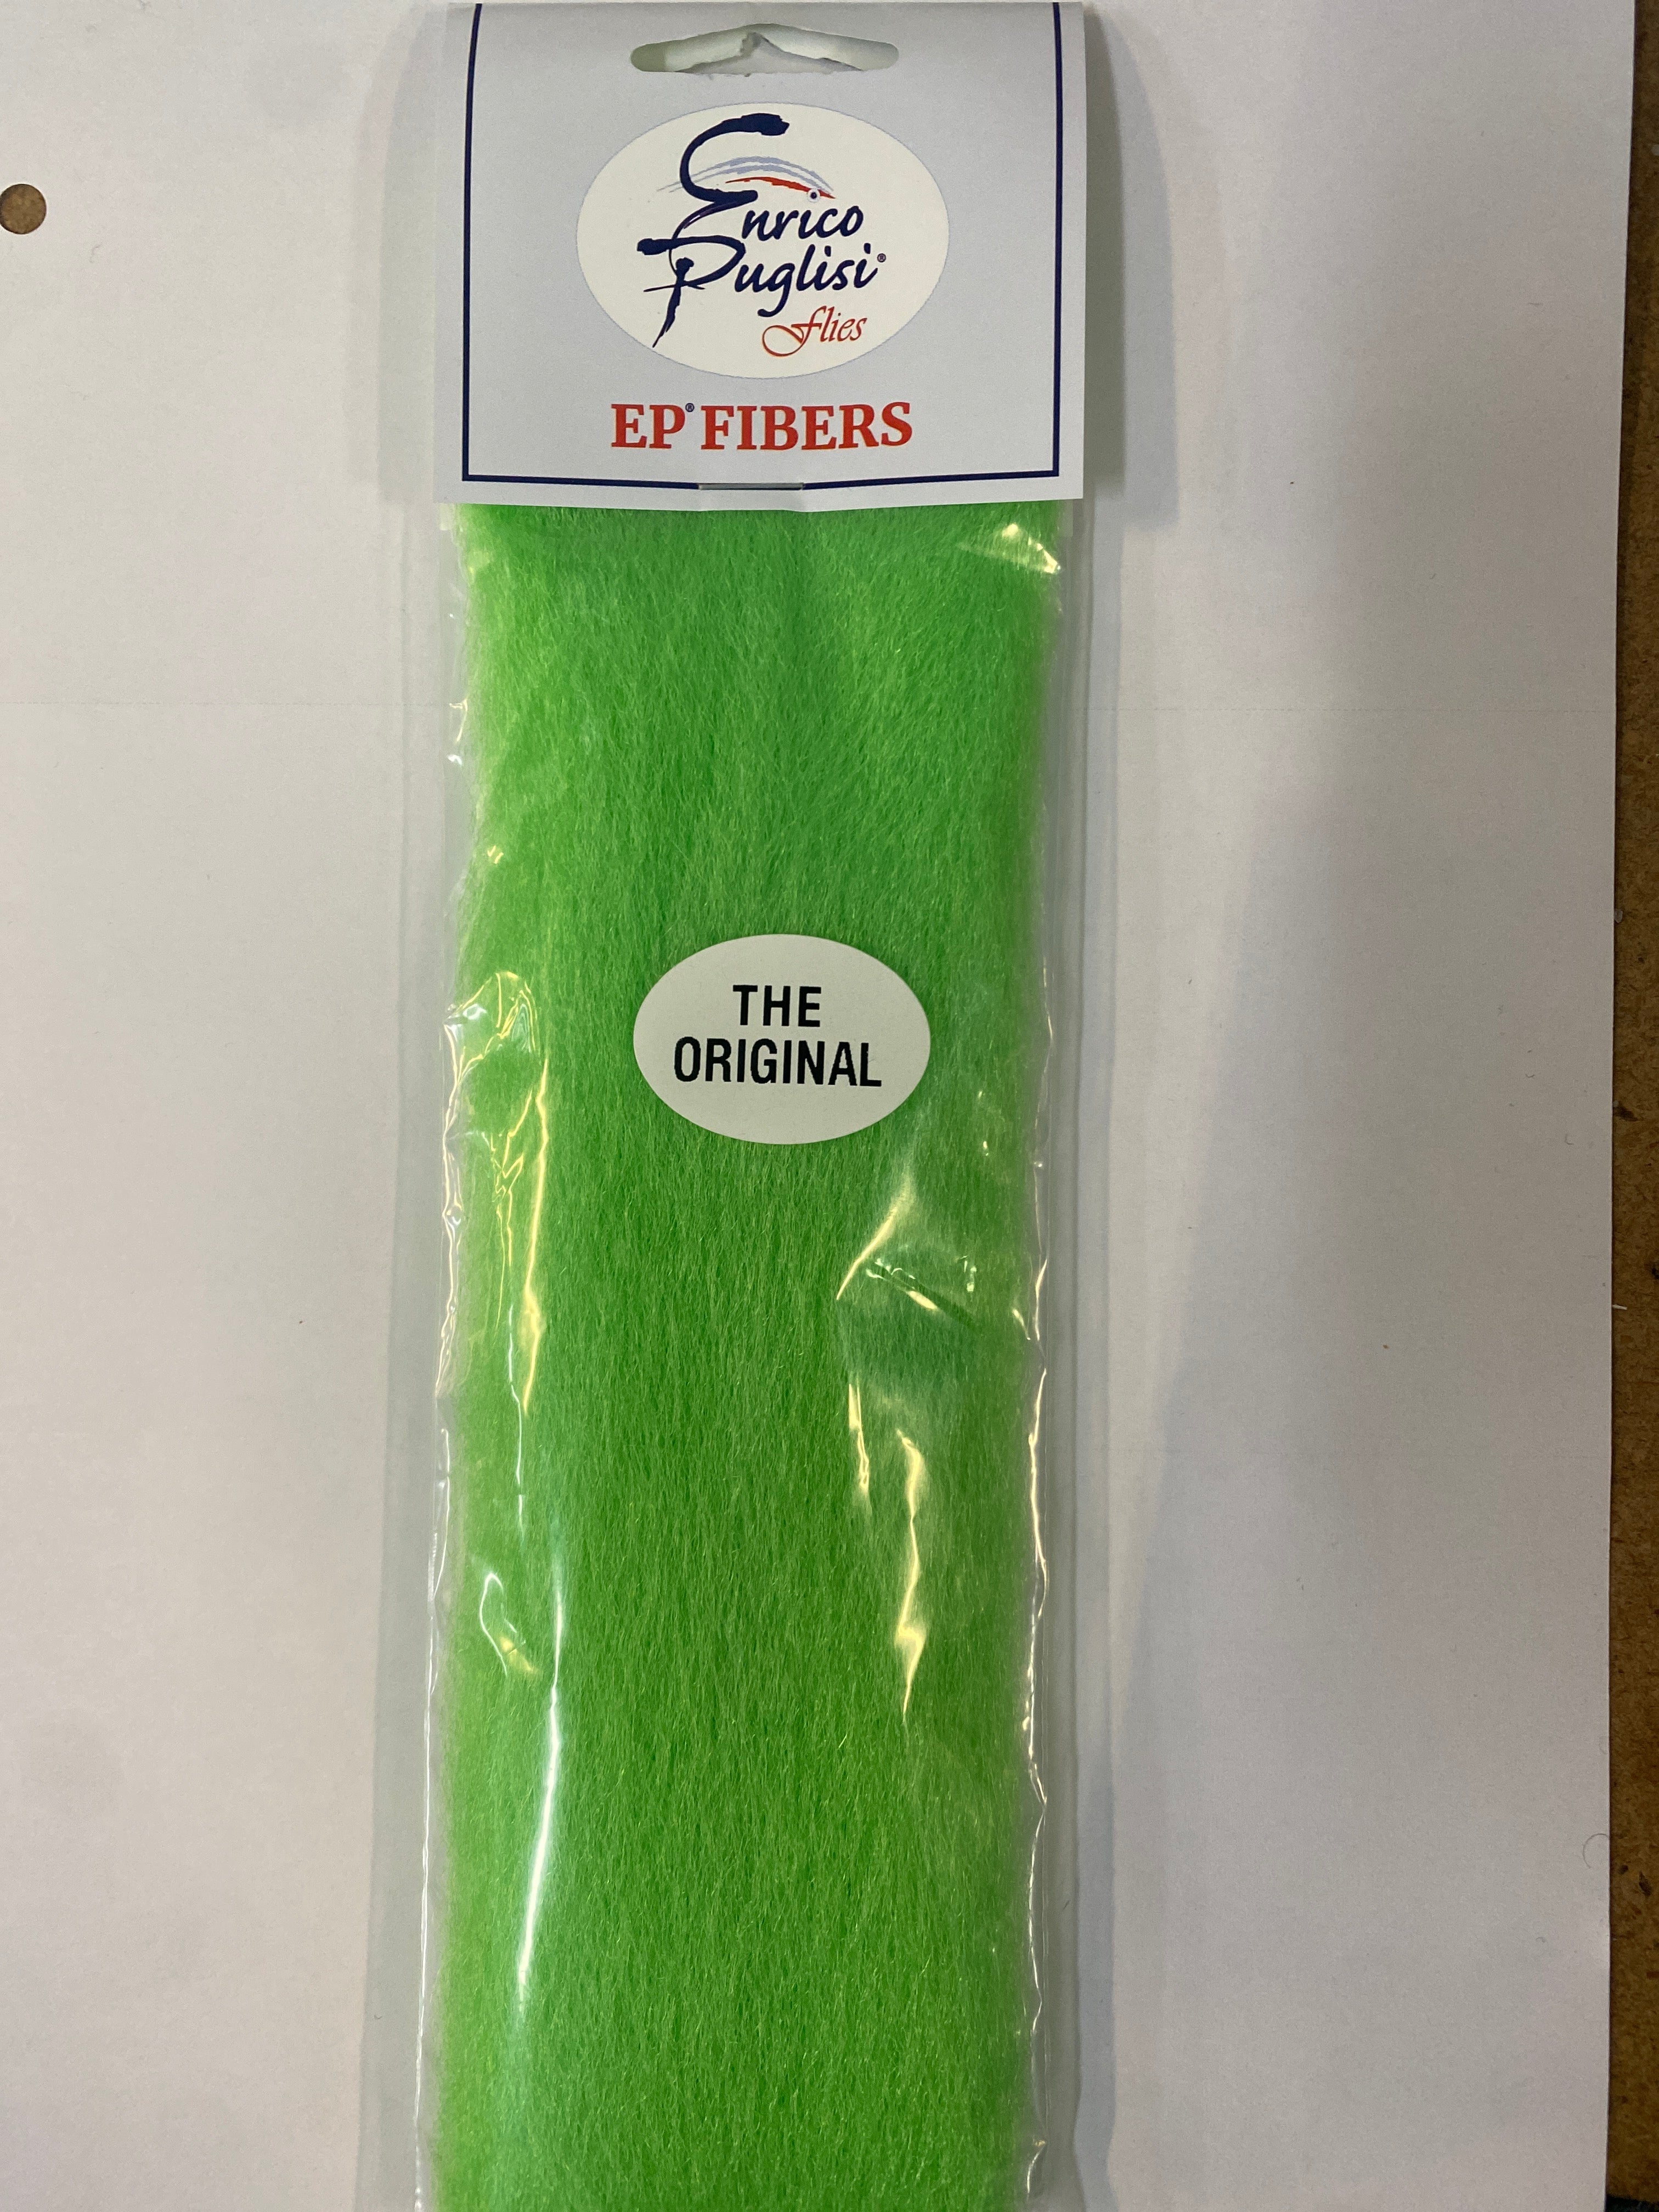 Enrico
Puglisi®
flies
EP® FIBERS
THE
ORIGINAL